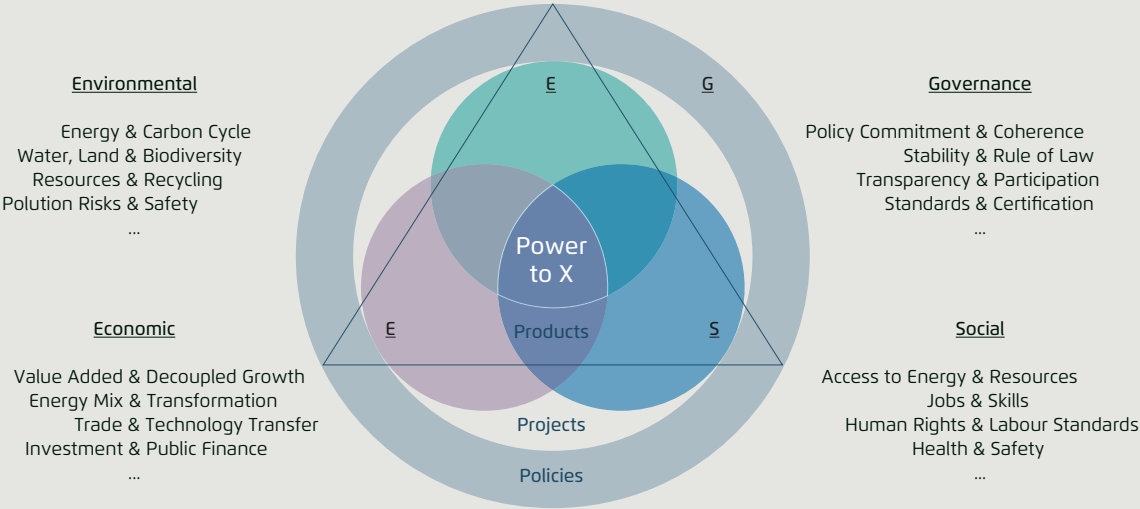 Environmental
Energy & Carbon Cycle
Water, Land & Biodiversity
Resources & Recycling
Polution Risks & Safety
...
E
G
Governance
Policy Commitment & Coherence
Stability & Rule of Law
Transparency & Participation
Standards & Certification
...
Power
to X
Products
E
S
Projects
Policies
Economic
Value Added & Decoupled Growth
Energy Mix & Transformation
Trade & Technology Transfer
Investment & Public Finance
...
Social
Access to Energy & Resources
Jobs & Skills
Human Rights & Labour Standards
Health & Safety
...